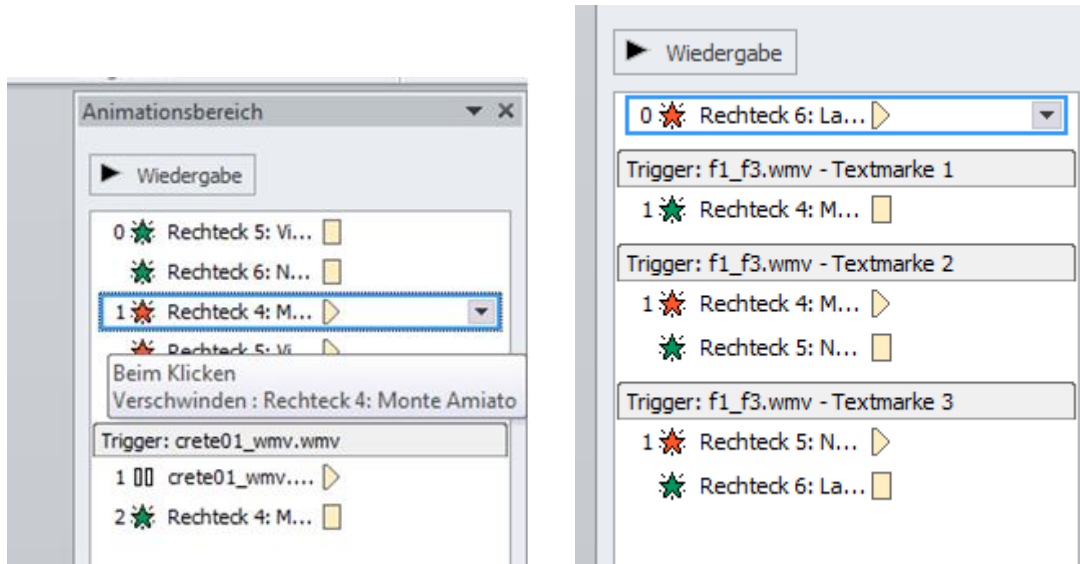 Animationsbereich
Wiedergabe
0 Rechteck 5: Vi...
Rechteck 6: N...
1 Rechteck 4: M...
Rechteck 5: Vi...
Beim Klicken
Verschwinden : Rechteck 4: Monte Amiato
Trigger: crete01_wmv.wmv
1 crete01_wmv....
2 Rechteck 4: M...
Wiedergabe
0 Rechteck 6: La...
Trigger: f1_f3.wmv - Textmarke 1
1 Rechteck 4: M...
Trigger: f1_f3.wmv - Textmarke 2
1 Rechteck 4: M...
Rechteck 5: N...
Trigger: f1_f3.wmv - Textmarke 3
1 Rechteck 5: N...
Rechteck 6: La...